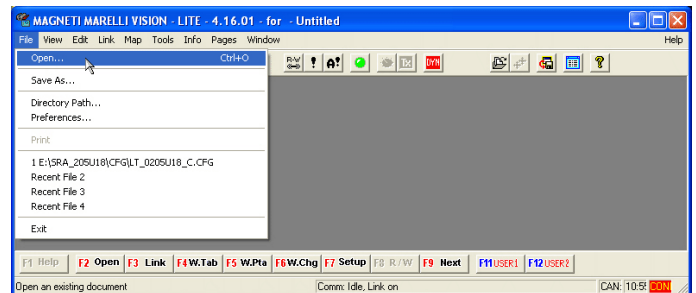 MAGNETI MARELLI VISION - LITE - 4.16.01 - for - Untitled
File View Edit Link Map Tools Info Pages Window Help
Open... Ctrl+O
R-W ! A! Tx DYN ?
Save As...
Directory Path...
Preferences...
Print
1 E:\SRA_205U18\CFG\LT_0205U18_C.CFG
Recent File 2
Recent File 3
Recent File 4
Exit
F1 Help F2 Open F3 Link F4 W.Tab F5 W.Pta F6 W.Chg F7 Setup F8 R/W F9 Next F11 USER1 F12 USER2
Open an existing document Comm: Idle, Link on CAN: 10:5